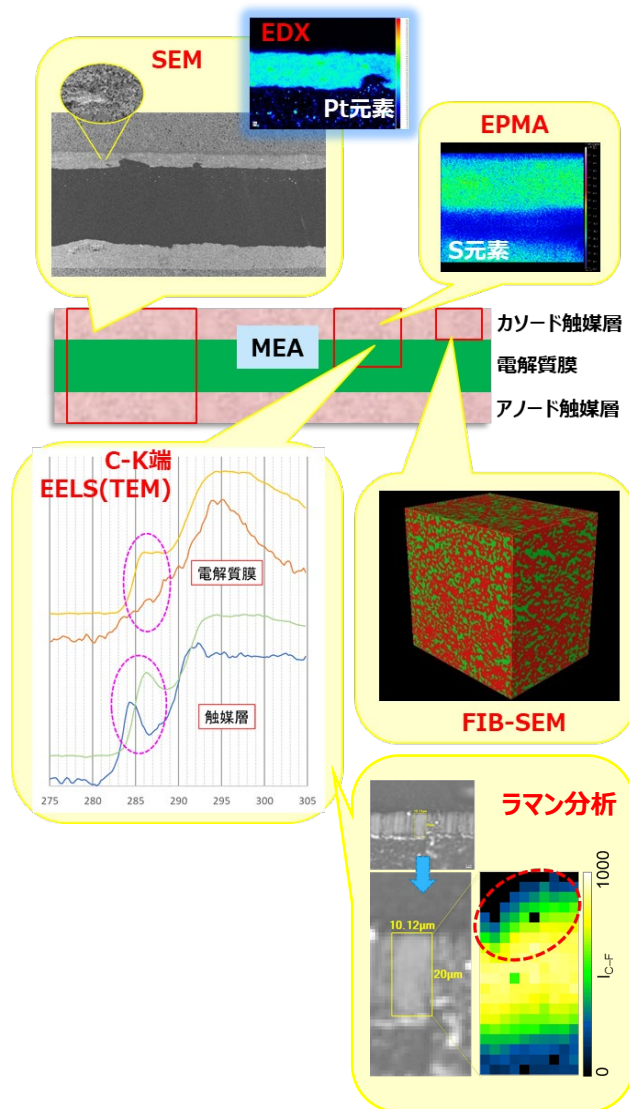 EDX
SEM
Pt元素
EPMA
S元素
MEA
カソード触媒層
電解質膜
アノード触媒層
C-K端
EELS(TEM)
電解質膜
触媒層
275 280 285 290 295 300 305
FIB-SEM
ラマン分析
10.12μm
20μm
1000
I_C-F
0